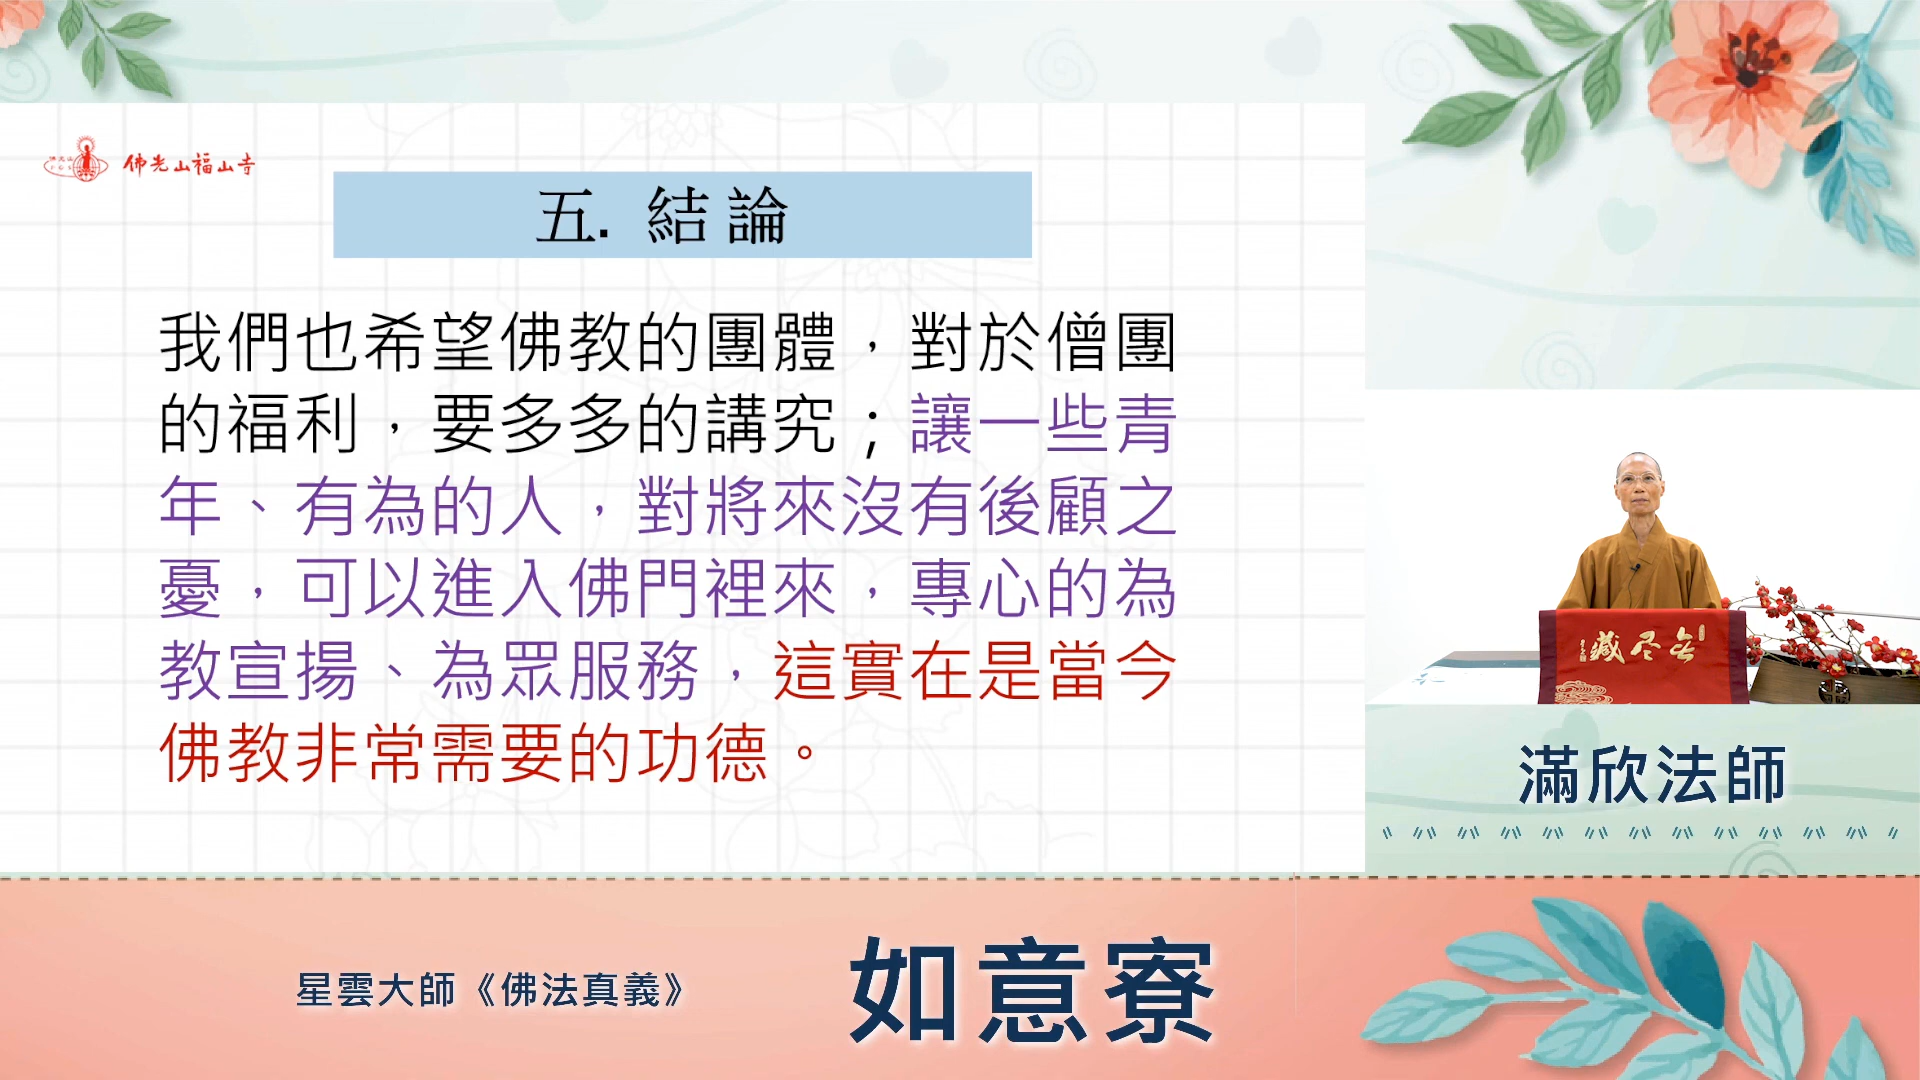 佛光山福山寺
五. 結論
我們也希望佛教的團體，對於僧團
的福利，要多多的講究；讓一些青
年、有為的人，對將來沒有後顧之
憂，可以進入佛門裡來，專心的為
教宣揚、為眾服務，這實在是當今
佛教非常需要的功德。
滿欣法師
星雲大師《佛法真義》
如意寮